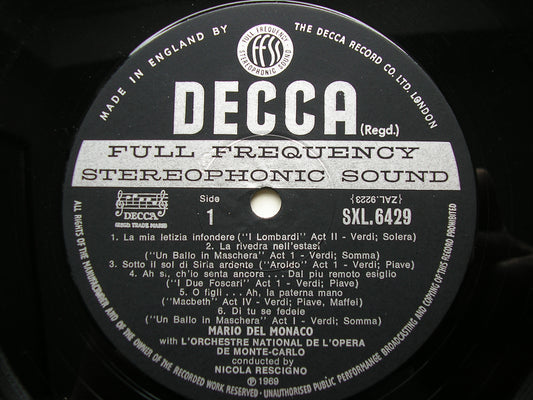 MADE IN ENGLAND BY THE DECCA RECORD CO. LTD. LONDON
FULL FREQUENCY
ffss
STEREOPHONIC SOUND
DECCA
(Regd.)
FULL FREQUENCY
STEREOPHONIC SOUND
DECCA
REGD. TRADE MARK
Side
1
{ZAL.9223}
SXL.6429
1. La mia letizia infondere ("I Lombardi" Act II - Verdi; Solera)
2. La rivedra nell'estasi
("Un Ballo in Maschera" Act 1 - Verdi; Somma)
3. Sotto il sol di Siria ardente ("Aroldo" Act 1 - Verdi; Piave)
4. Ah si, ch'io senta ancora... Dal piu remoto esiglio
("I Due Foscari" Act 1 - Verdi; Piave)
5. O figli . . . Ah, la paterna mano
("Macbeth" Act IV - Verdi; Piave, Maffei)
6. Di tu se fedele
("Un Ballo in Maschera" Act 1 - Verdi; Somma)
MARIO DEL MONACO
with L'ORCHESTRE NATIONAL DE L'OPERA
DE MONTE-CARLO
conducted by
NICOLA RESCIGNO
℗1969
ALL RIGHTS OF THE MANUFACTURER AND OF THE OWNER OF THE RECORDED WORK RESERVED · UNAUTHORISED PUBLIC PERFORMANCE BROADCASTING AND COPYING OF THIS RECORD PROHIBITED